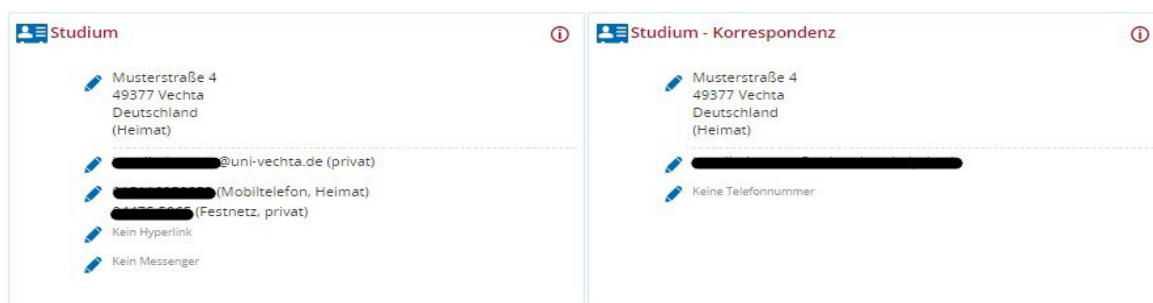 Studium
Musterstraße 4
49377 Vechta
Deutschland
(Heimat)
@uni-vechta.de (privat)
(Mobiltelefon, Heimat)
(Festnetz, privat)
Kein Hyperlink
Kein Messenger
Studium - Korrespondenz
Musterstraße 4
49377 Vechta
Deutschland
(Heimat)
Keine Telefonnummer